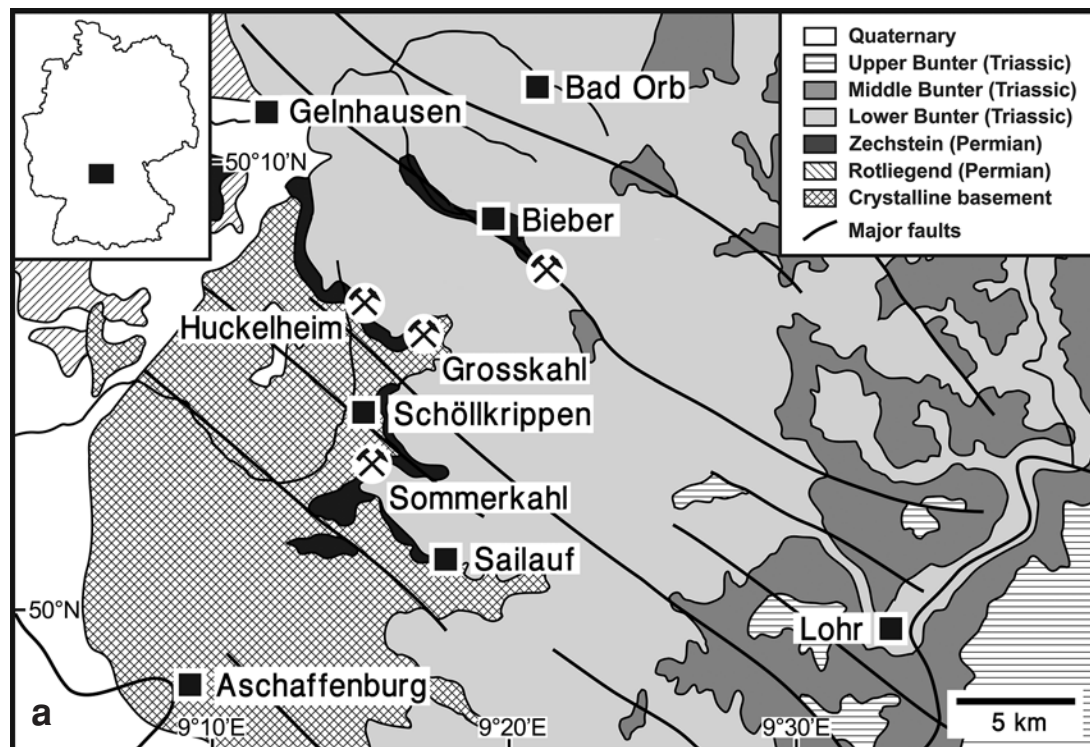 Quaternary
Upper Bunter (Triassic)
Middle Bunter (Triassic)
Lower Bunter (Triassic)
Zechstein (Permian)
Rotliegend (Permian)
Crystalline basement
Major faults
Bad Orb
Gelnhausen
50°10'N
Bieber
Huckelheim
Grosskahl
Schöllkrippen
Sommerkahl
Sailauf
50°N
Lohr
Aschaffenburg
a
9°10'E
9°20'E
9°30'E
5 km